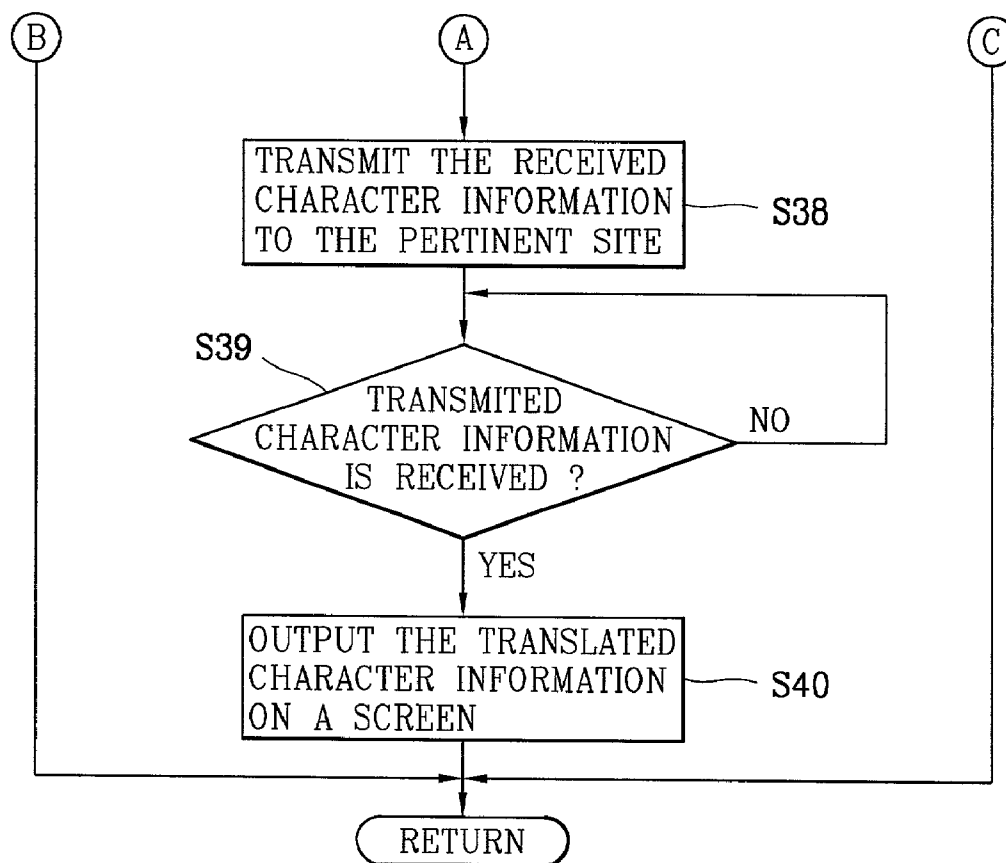 B
A
C
TRANSMIT THE RECEIVED
CHARACTER INFORMATION
TO THE PERTINENT SITE
S38
S39
TRANSMITED
CHARACTER INFORMATION
IS RECEIVED ?
NO
YES
OUTPUT THE TRANSLATED
CHARACTER INFORMATION
ON A SCREEN
S40
RETURN